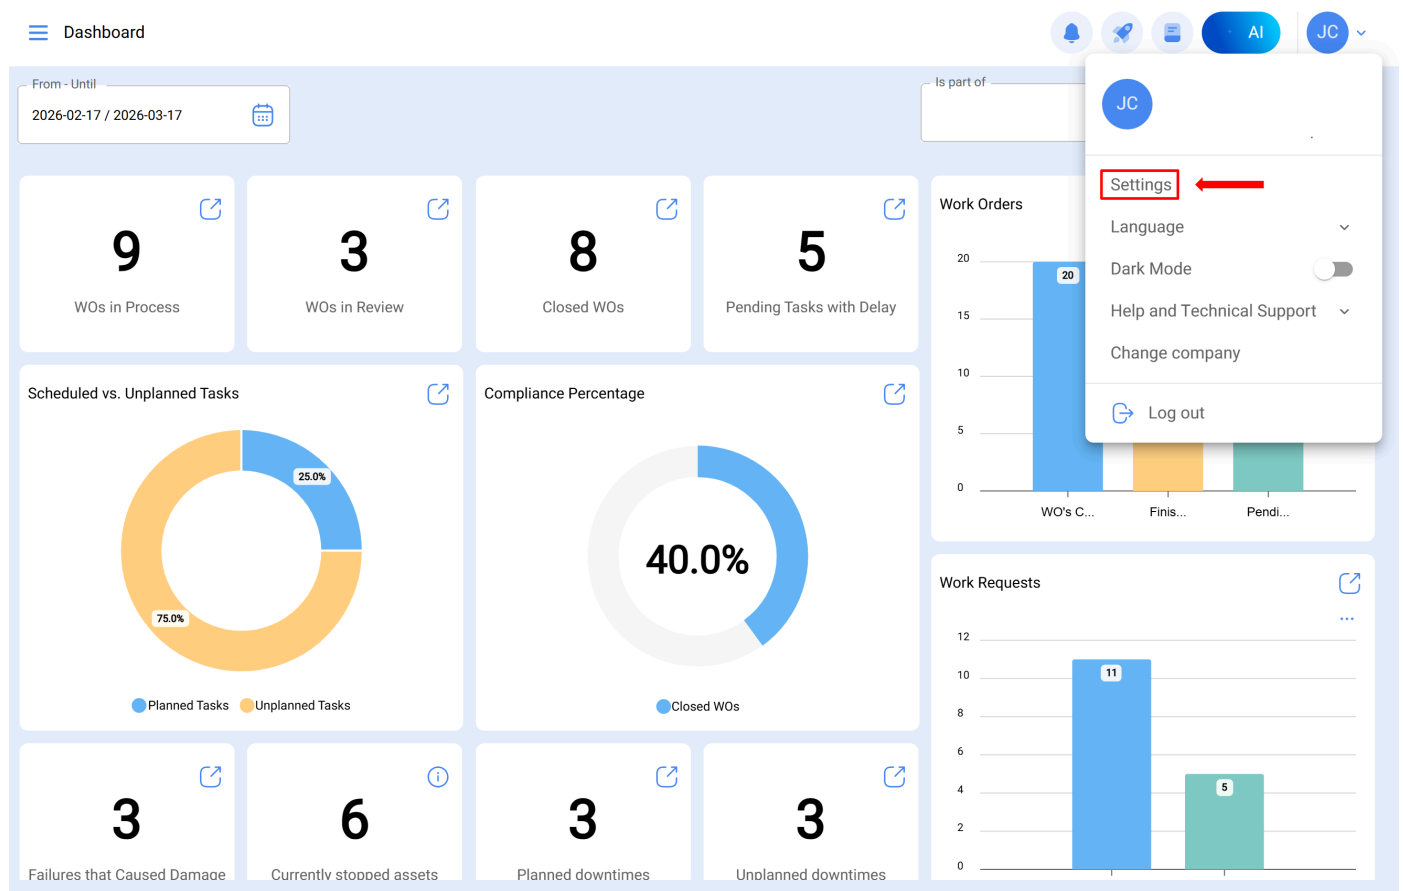 Dashboard
AI
JC
From - Until
2026-02-17 / 2026-03-17
Is part of
JC
Settings
Language
Dark Mode
Help and Technical Support
Change company
Log out
9
WOs in Process
3
WOs in Review
8
Closed WOs
5
Pending Tasks with Delay
Work Orders
20
15
10
5
0
20
WO's C...
Finis...
Pendi...
Scheduled vs. Unplanned Tasks
25.0%
75.0%
Planned Tasks
Unplanned Tasks
Compliance Percentage
40.0%
Closed WOs
Work Requests
12
10
8
6
4
2
0
11
5
3
Failures that Caused Damage
6
Currently stopped assets
3
Planned downtimes
3
Unplanned downtimes